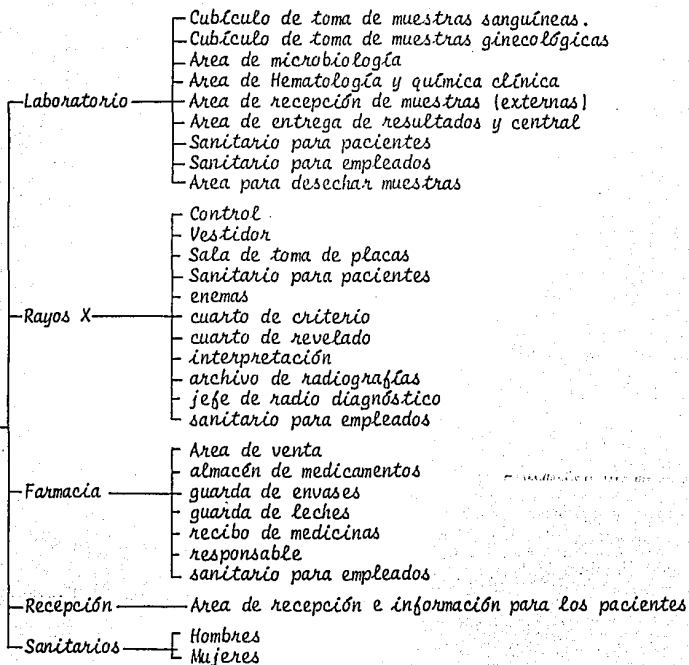 Laboratorio
Cubículo de toma de muestras sanguíneas.
Cubículo de toma de muestras ginecológicas
Area de microbiología
Area de Hematología y química clínica
Area de recepción de muestras (externas)
Area de entrega de resultados y central
Sanitario para pacientes
Sanitario para empleados
Area para desechar muestras
Rayos X
Control
Vestidor
Sala de toma de placas
Sanitario para pacientes
enemas
cuarto de criterio
cuarto de revelado
interpretación
archivo de radiografías
jefe de radio diagnóstico
sanitario para empleados
Farmacia
Area de venta
almacén de medicamentos
guarda de envases
guarda de leches
recibo de medicinas
responsable
sanitario para empleados
Recepción
Area de recepción e información para los pacientes
Sanitarios
Hombres
Mujeres